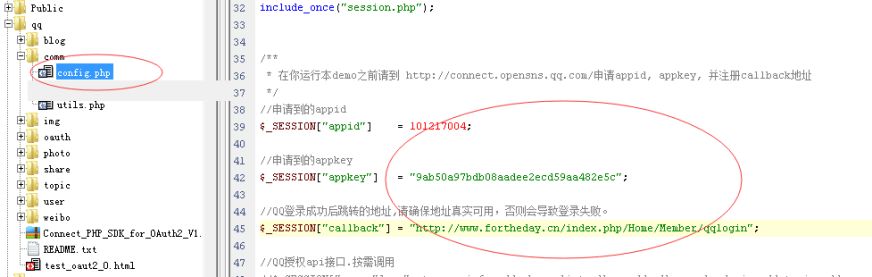 Public
qq
blog
comm
config.php
utils.php
img
oauth
photo
share
topic
user
weibo
Connect_PHP_SDK_for_OAuth2_V1.
README.txt
test_oaut2_0.html
32 include_once("session.php");
33
34
35 /**
36 * 在你运行本demo之前请到 http://connect.opensns.qq.com/申请appid, appkey, 并注册callback地址
37 */
38 //申请到的appid
39 $_SESSION["appid"] = 101217004;
40
41 //申请到的appkey
42 $_SESSION["appkey"] = "9ab50a97bdb08aadee2ecd59aa482e5c";
43
44 //QQ登录成功后跳转的地址,请确保地址真实可用，否则会导致登录失败。
45 $_SESSION["callback"] = "http://www.fortheday.cn/index.php/Home/Member/qqlogin";
46
47 //QQ授权api接口.按需调用